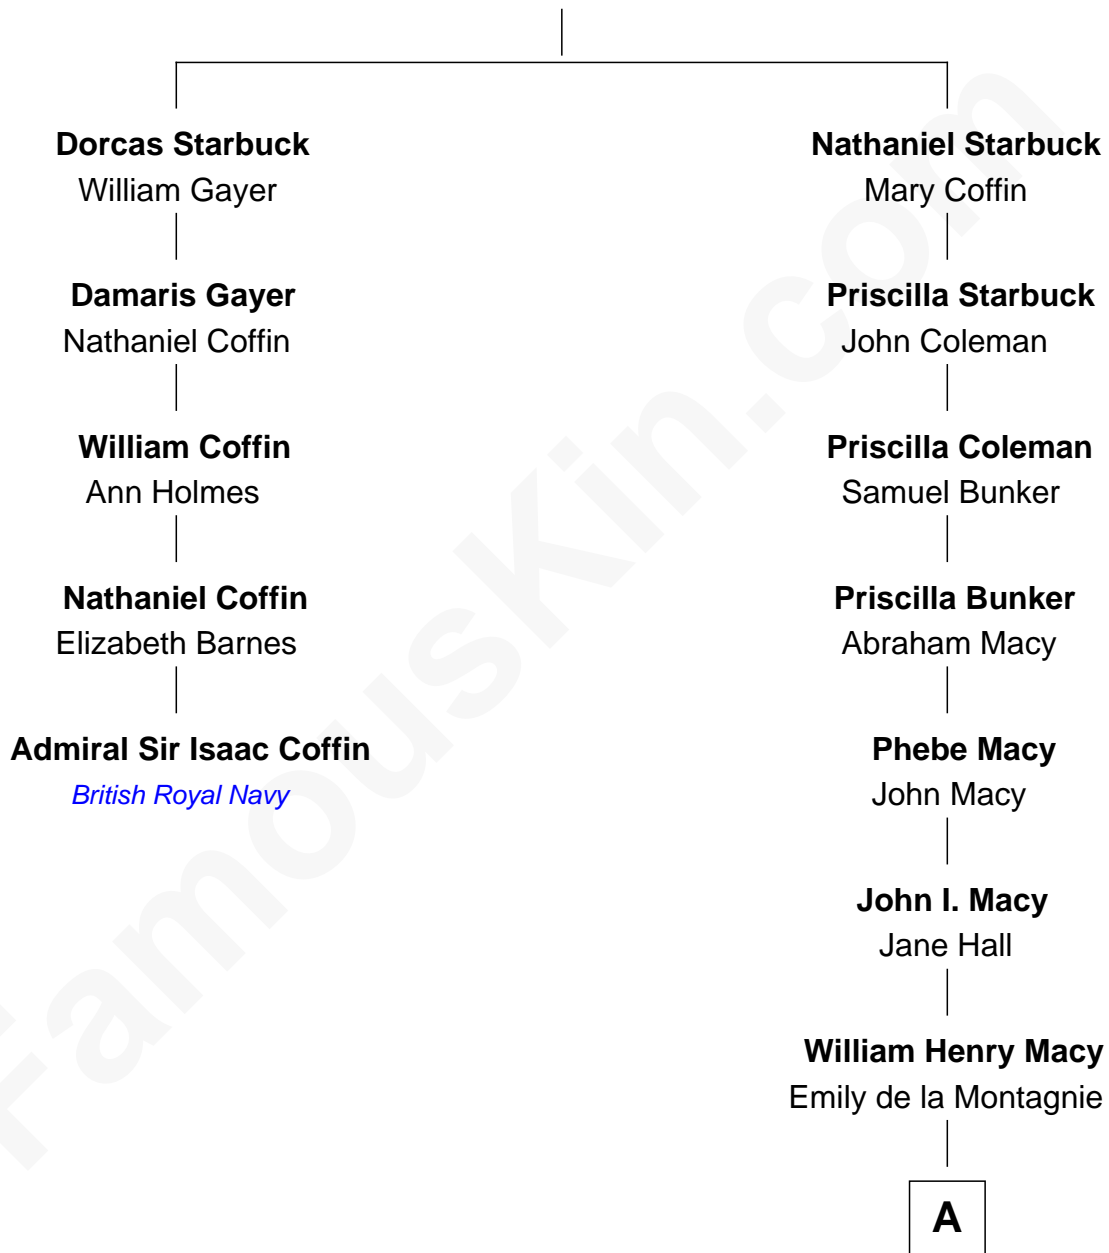 Dorcas Starbuck
William Gayer
Damaris Gayer
Nathaniel Coffin
William Coffin
Ann Holmes
Nathaniel Coffin
Elizabeth Barnes
Admiral Sir Isaac Coffin
British Royal Navy
Nathaniel Starbuck
Mary Coffin
Priscilla Starbuck
John Coleman
Priscilla Coleman
Samuel Bunker
Priscilla Bunker
Abraham Macy
Phebe Macy
John Macy
John I. Macy
Jane Hall
William Henry Macy
Emily de la Montagnie
A
FamousKin.com